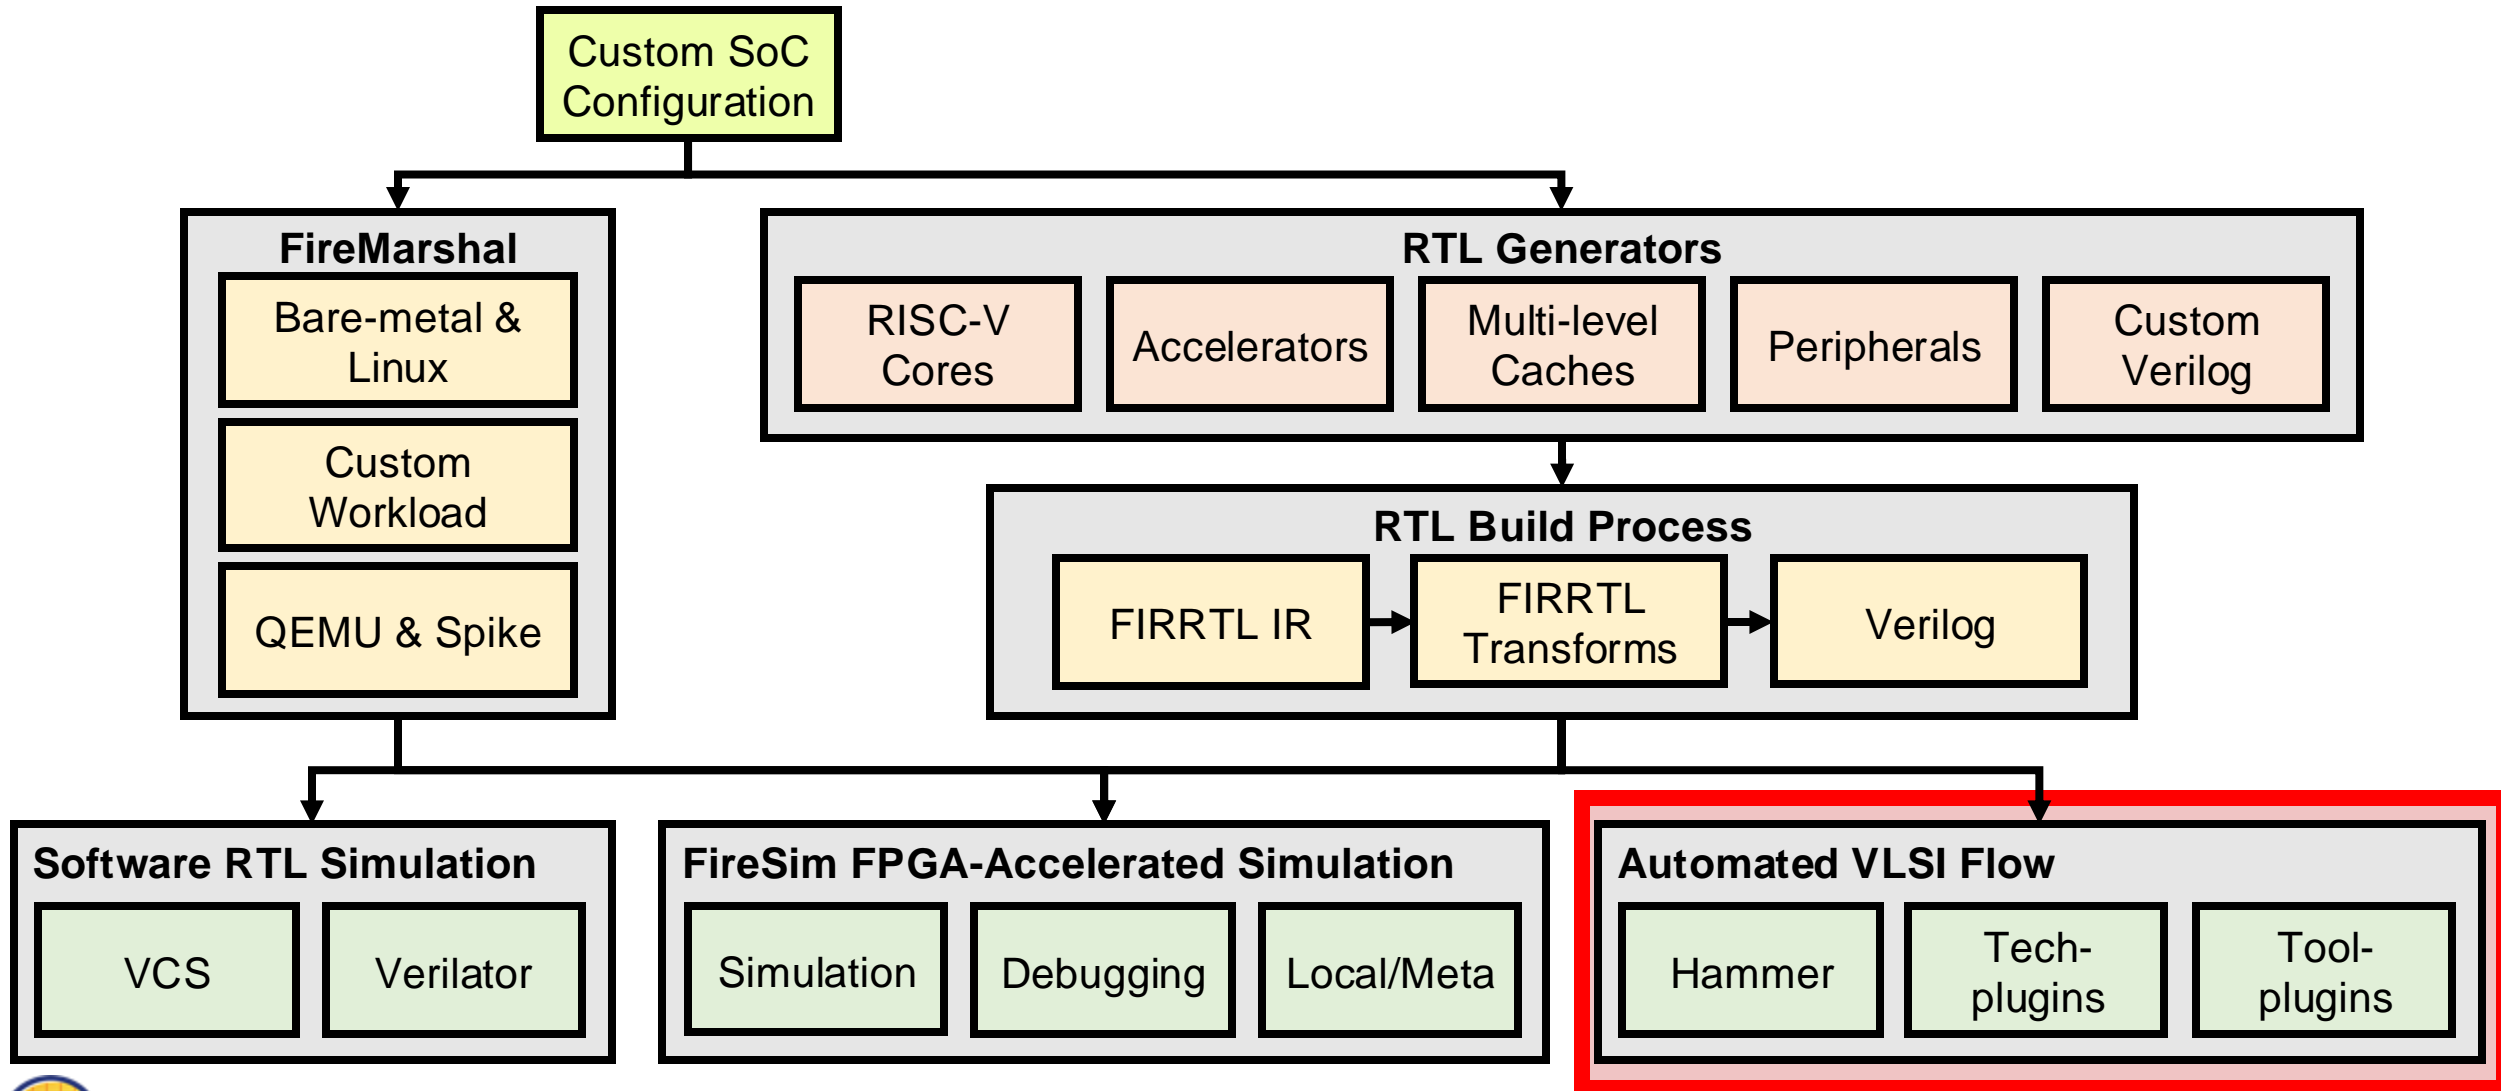 Custom SoC
Configuration
FireMarshal
Bare-metal &
Linux
Custom
Workload
QEMU & Spike
RTL Generators
RISC-V
Cores
Accelerators
Multi-level
Caches
Peripherals
Custom
Verilog
RTL Build Process
FIRRTL IR
FIRRTL
Transforms
Verilog
Software RTL Simulation
VCS
Verilator
FireSim FPGA-Accelerated Simulation
Simulation
Debugging
Local/Meta
Automated VLSI Flow
Hammer
Tech-
plugins
Tool-
plugins